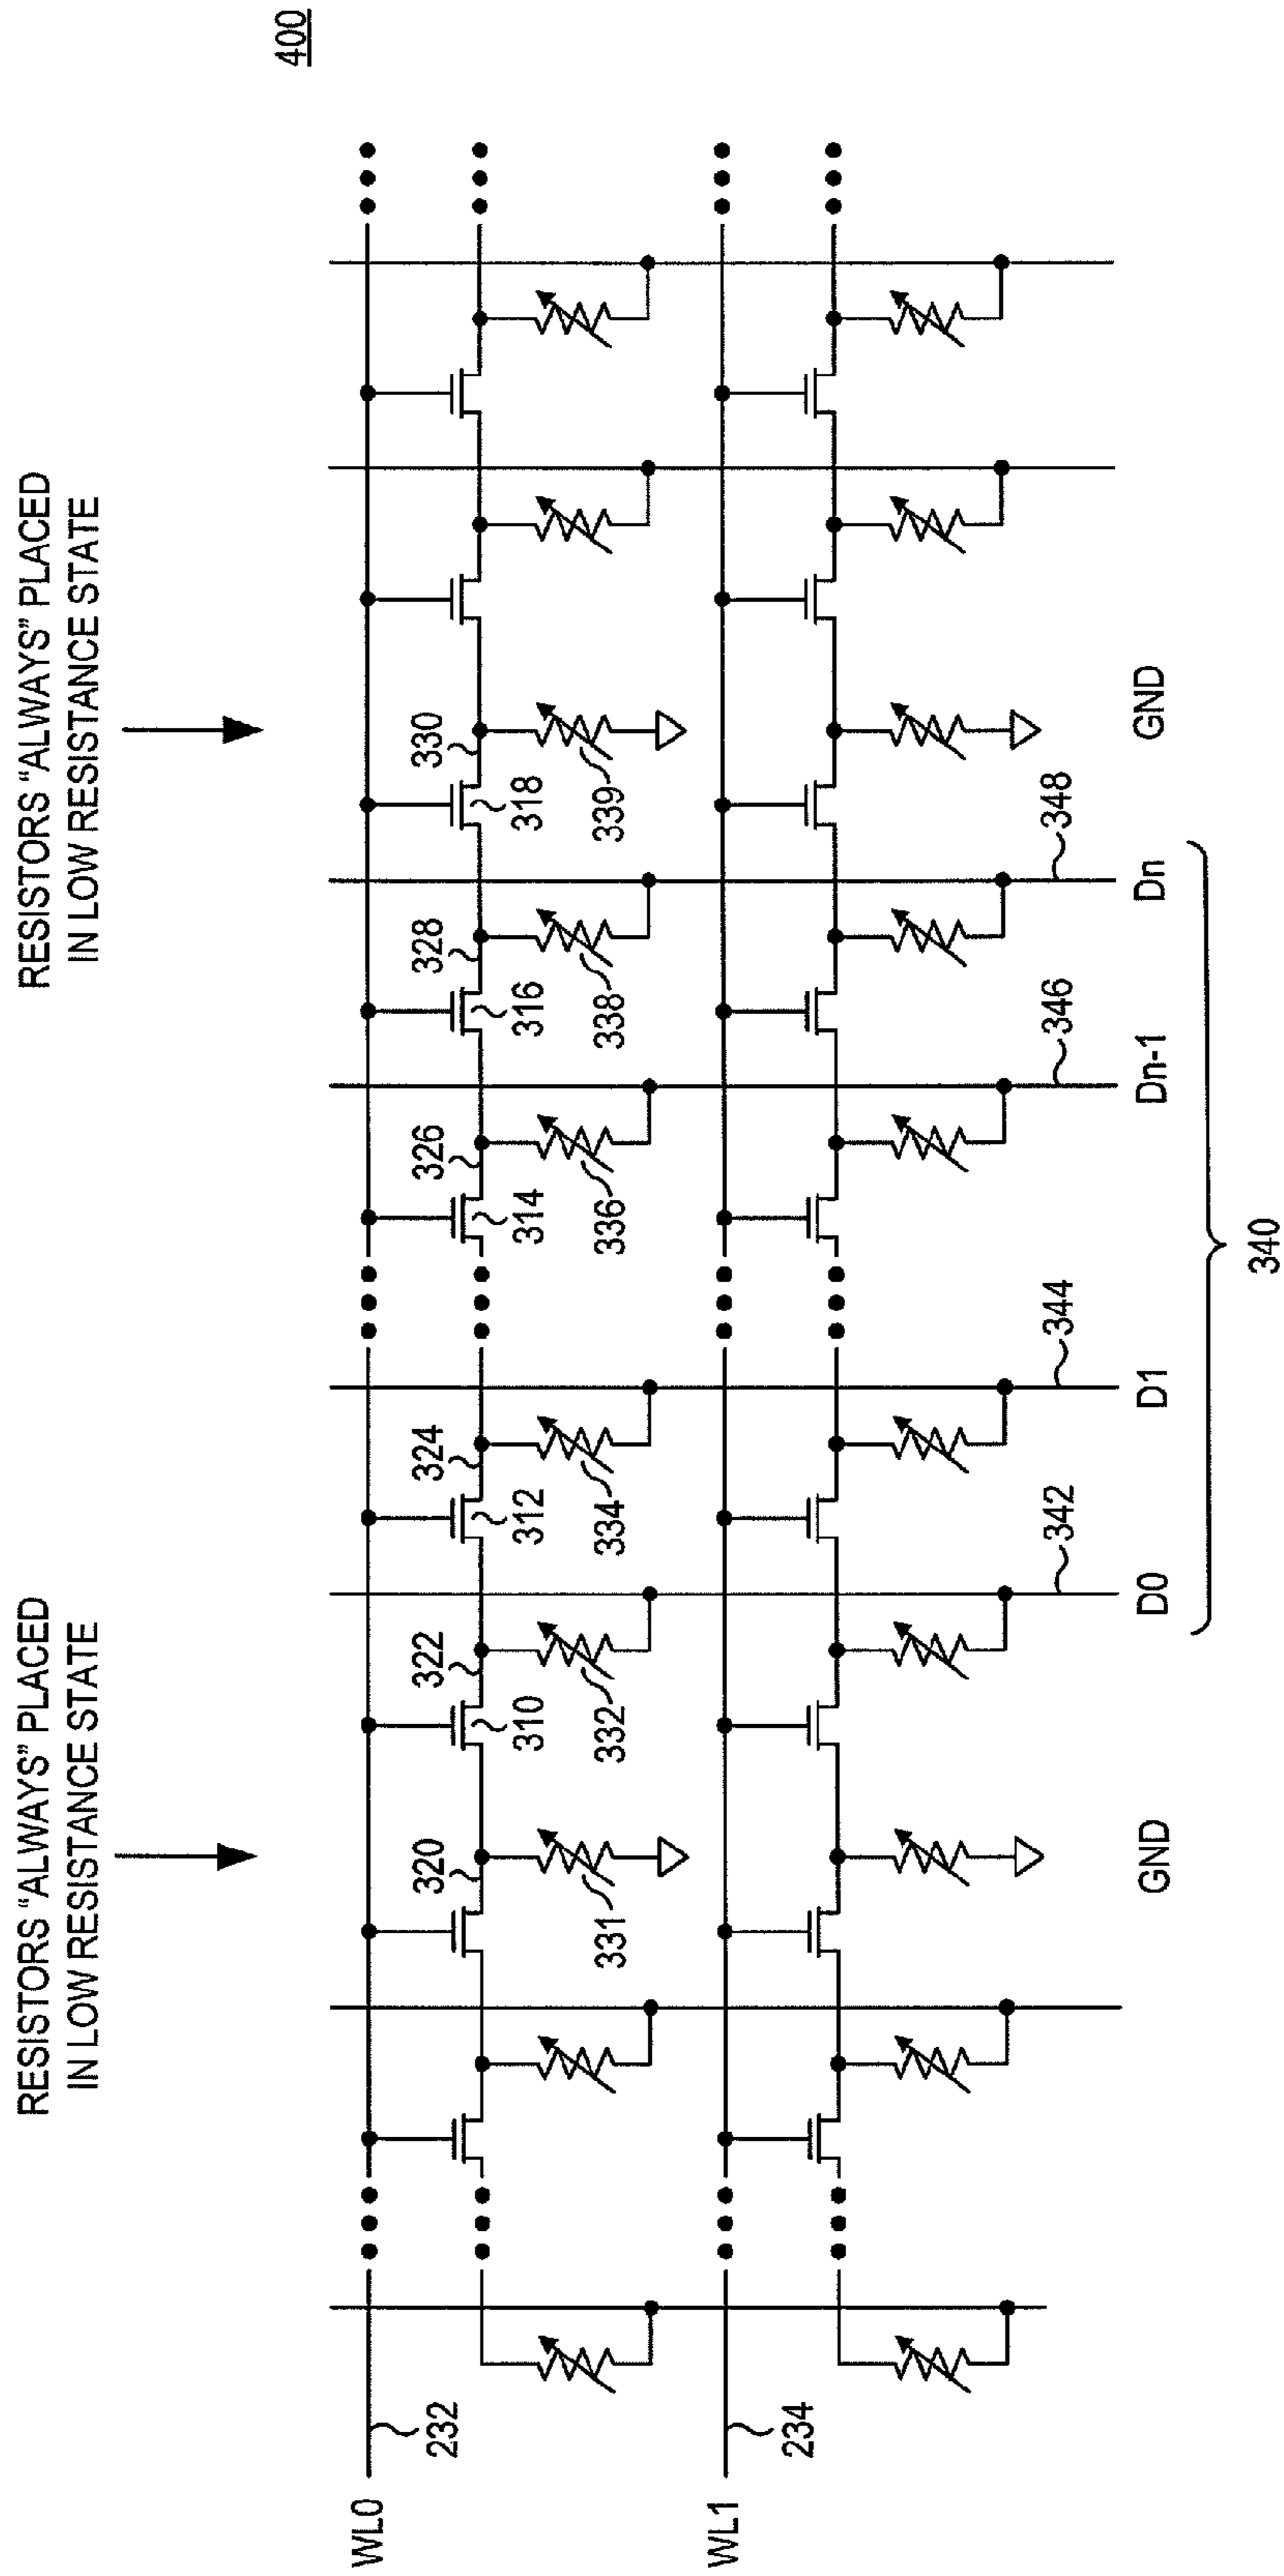 400
RESISTORS "ALWAYS" PLACED
IN LOW RESISTANCE STATE
RESISTORS "ALWAYS" PLACED
IN LOW RESISTANCE STATE
WL0
232
320
322
324
326
328
330
310
312
314
316
318
331
332
334
336
338
339
WL1
234
342
344
346
348
GND
D0
D1
Dn-1
Dn
GND
340